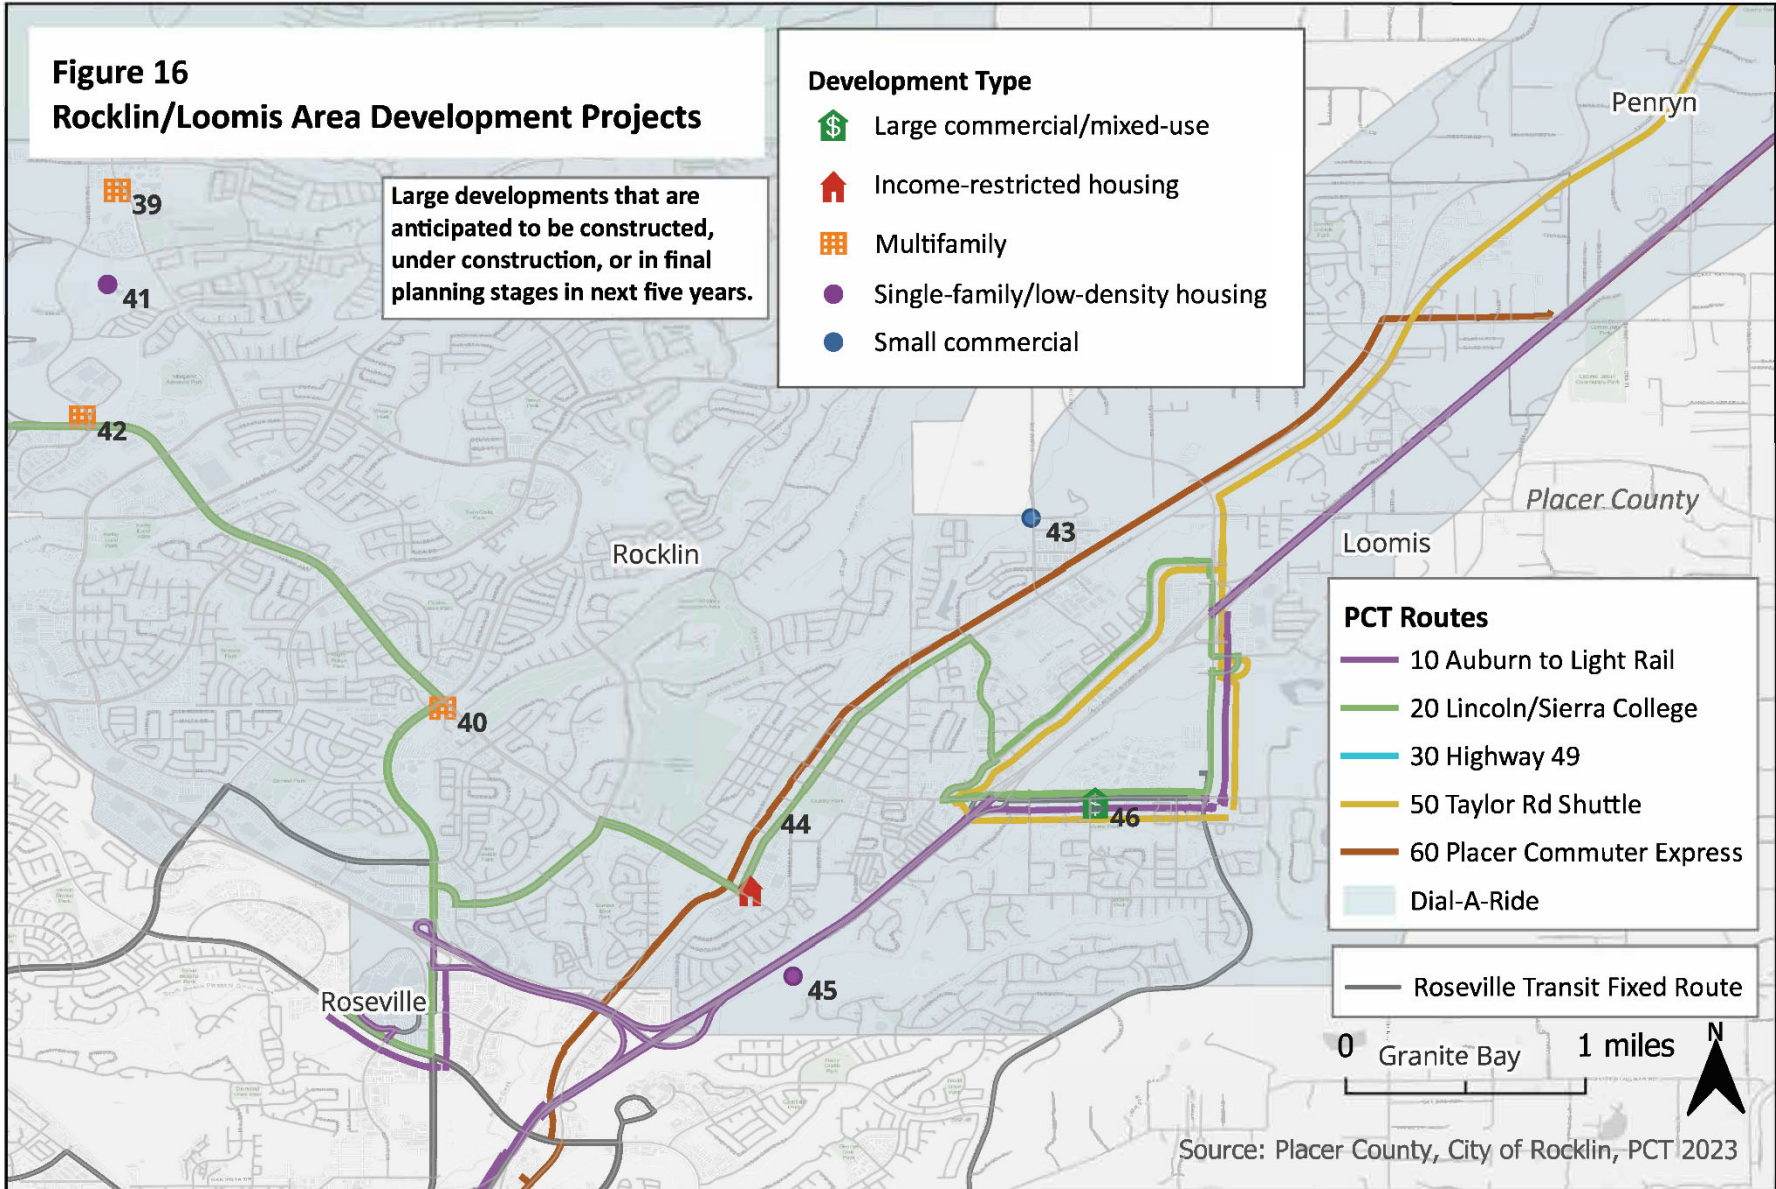 Figure 16
Rocklin/Loomis Area Development Projects
Large developments that are
anticipated to be constructed,
under construction, or in final
planning stages in next five years.
Development Type
$ Large commercial/mixed-use
Income-restricted housing
Multifamily
Single-family/low-density housing
Small commercial
Penryn
39
41
42
Rocklin
43
Placer County
Loomis
40
44
$ 46
45
Roseville
PCT Routes
10 Auburn to Light Rail
20 Lincoln/Sierra College
30 Highway 49
50 Taylor Rd Shuttle
60 Placer Commuter Express
Dial-A-Ride
Roseville Transit Fixed Route
0 1 miles
Granite Bay
N
Source: Placer County, City of Rocklin, PCT 2023